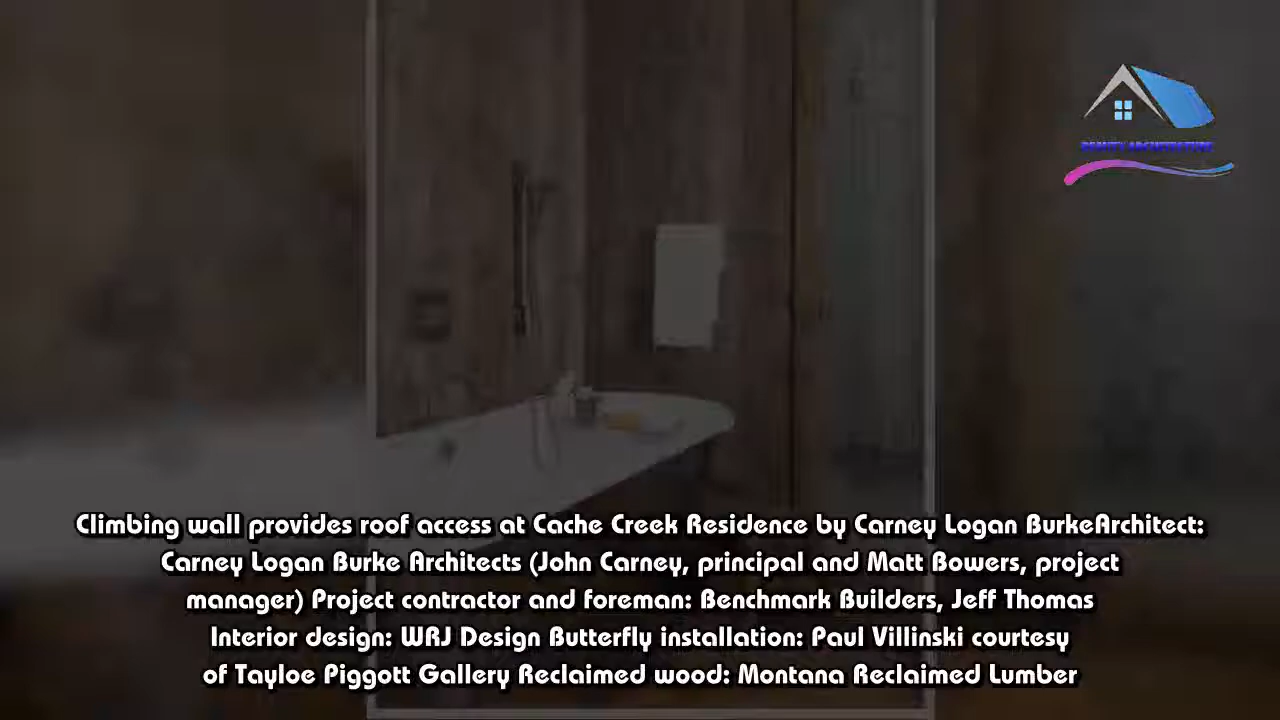 BEAUTY ARCHITECTURE
Climbing wall provides roof access at Cache Creek Residence by Carney Logan BurkeArchitect:
Carney Logan Burke Architects (John Carney, principal and Matt Bowers, project
manager) Project contractor and foreman: Benchmark Builders, Jeff Thomas
Interior design: WRJ Design Butterfly installation: Paul Villinski courtesy
of Tayloe Piggott Gallery Reclaimed wood: Montana Reclaimed Lumber